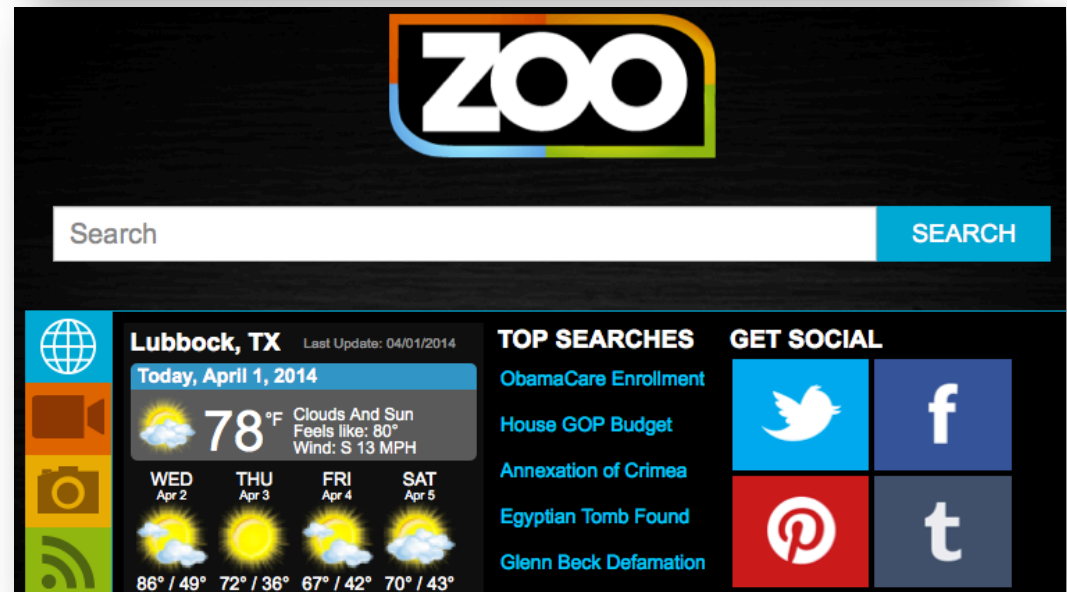 ZOO
Search
SEARCH
Lubbock, TX Last Update: 04/01/2014
Today, April 1, 2014
78°F
Clouds And Sun
Feels like: 80°
Wind: S 13 MPH
WED THU FRI SAT
Apr 2 Apr 3 Apr 4 Apr 5
86° / 49° 72° / 36° 67° / 42° 70° / 43°
TOP SEARCHES
ObamaCare Enrollment
House GOP Budget
Annexation of Crimea
Egyptian Tomb Found
Glenn Beck Defamation
GET SOCIAL
f
t